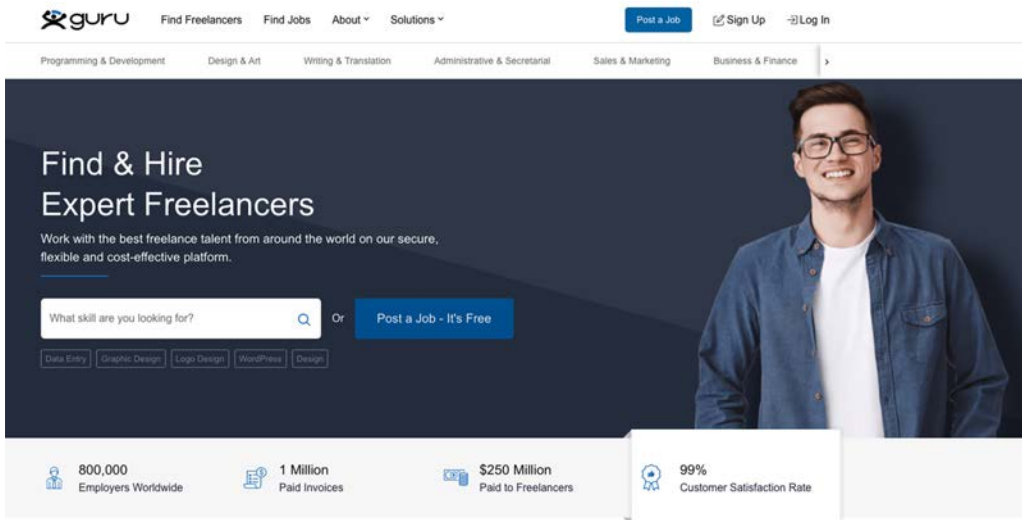 guru
Find Freelancers
Find Jobs
About
Solutions
Post a Job
Sign Up
Log In
Programming & Development
Design & Art
Writing & Translation
Administrative & Secretarial
Sales & Marketing
Business & Finance
Find & Hire
Expert Freelancers
Work with the best freelance talent from around the world on our secure,
flexible and cost-effective platform.
What skill are you looking for?
Or
Post a Job - It's Free
Data Entry
Graphic Design
Logo Design
WordPress
Design
800,000
Employers Worldwide
1 Million
Paid Invoices
$250 Million
Paid to Freelancers
99%
Customer Satisfaction Rate